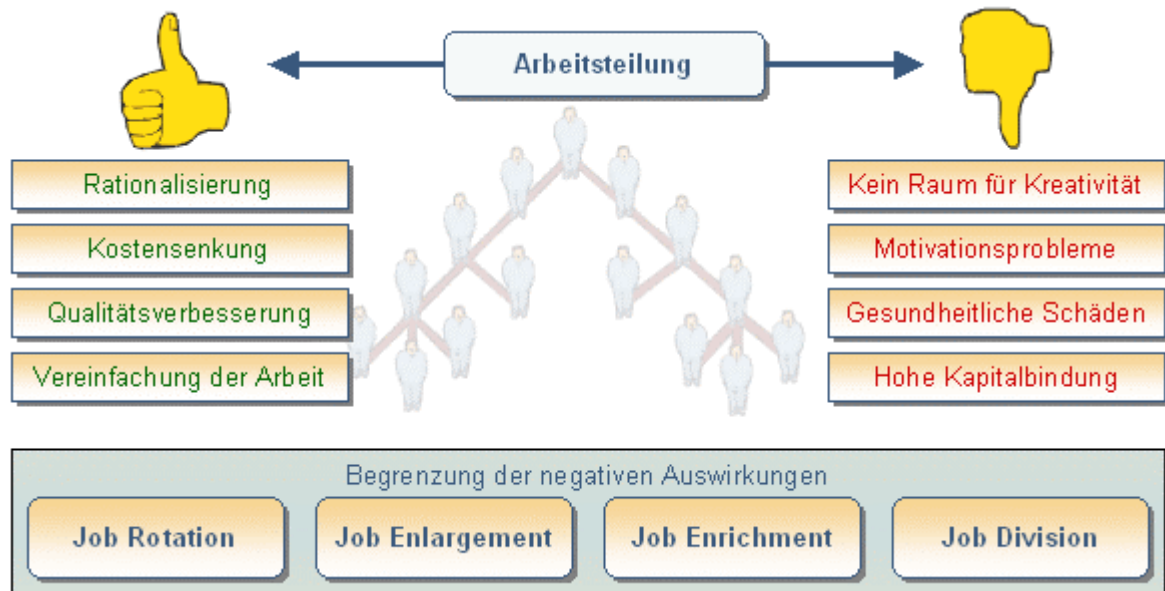 Arbeitsteilung
Rationalisierung
Kostensenkung
Qualitätsverbesserung
Vereinfachung der Arbeit
Kein Raum für Kreativität
Motivationsprobleme
Gesundheitliche Schäden
Hohe Kapitalbindung
Begrenzung der negativen Auswirkungen
Job Rotation
Job Enlargement
Job Enrichment
Job Division